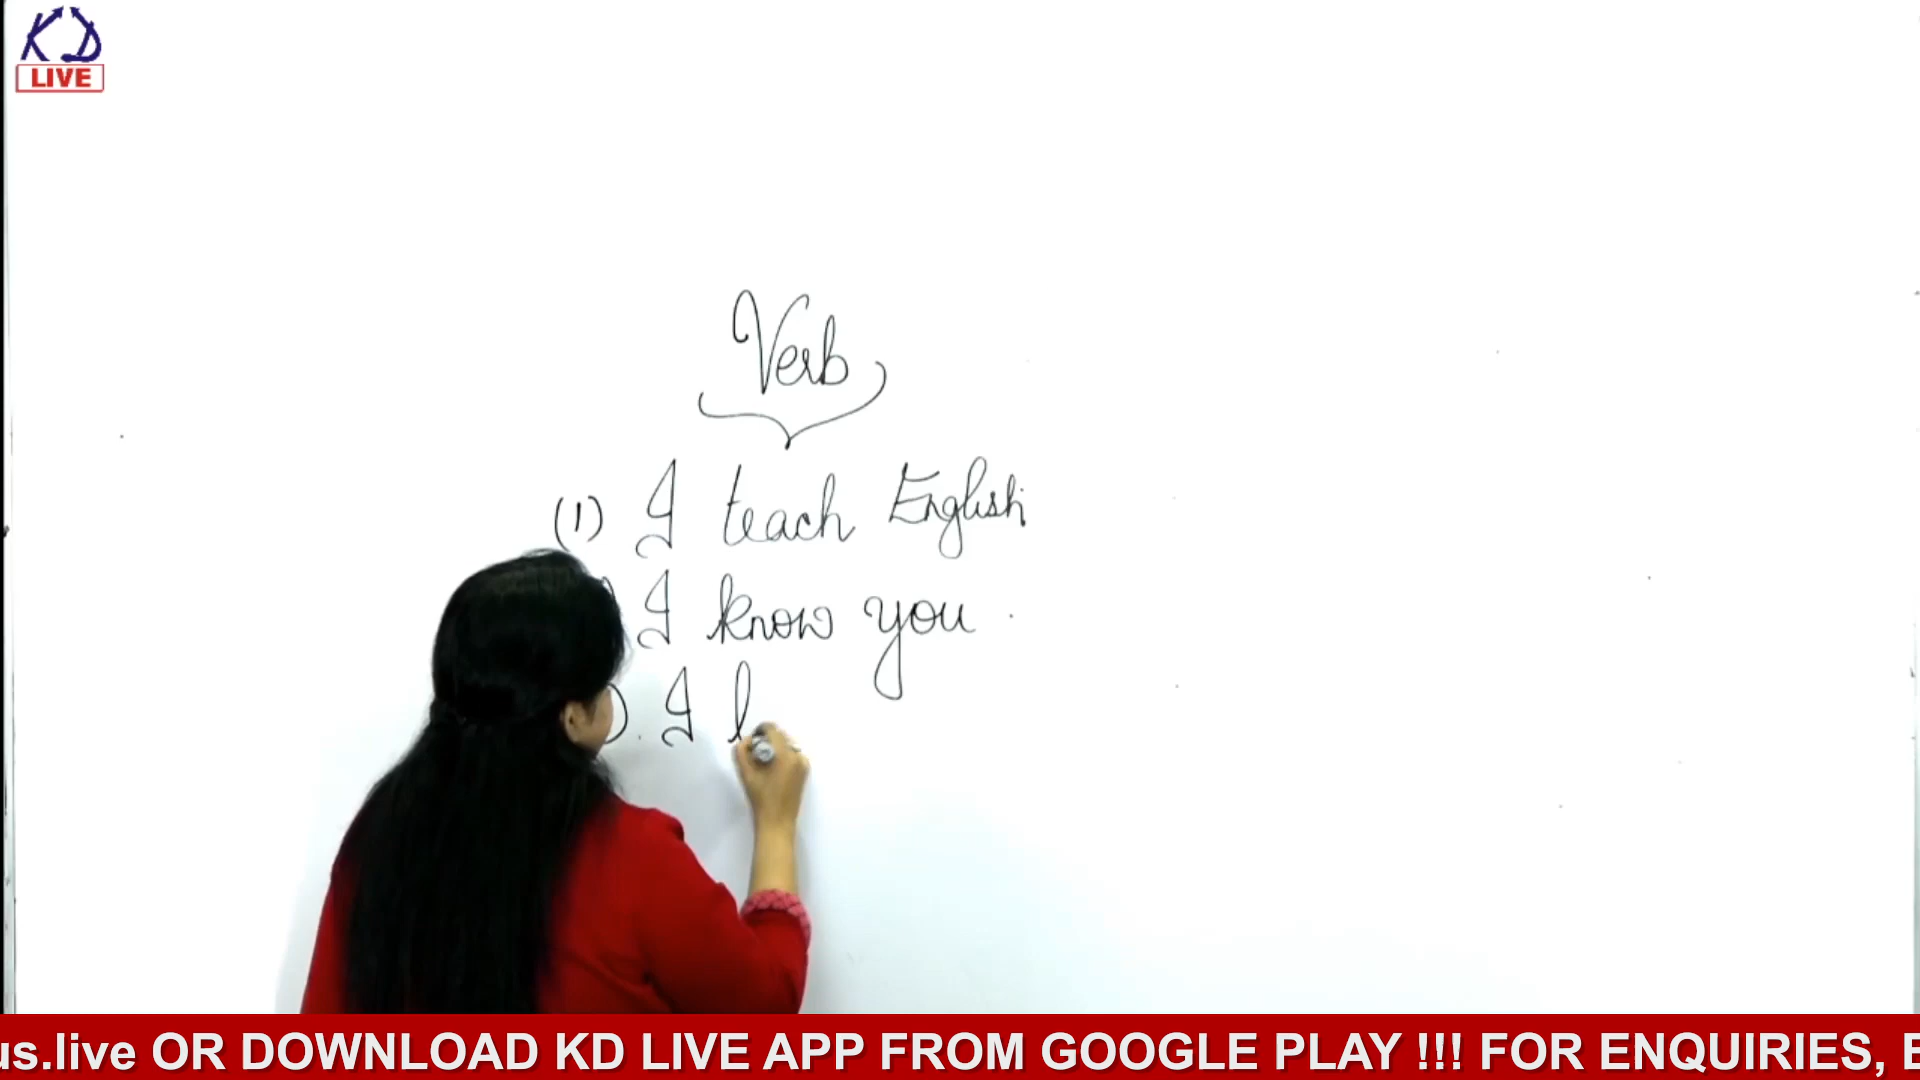 KD
LIVE
Verb
(1) I teach English
I know you.
). I l
us.live OR DOWNLOAD KD LIVE APP FROM GOOGLE PLAY !!! FOR ENQUIRIES, E